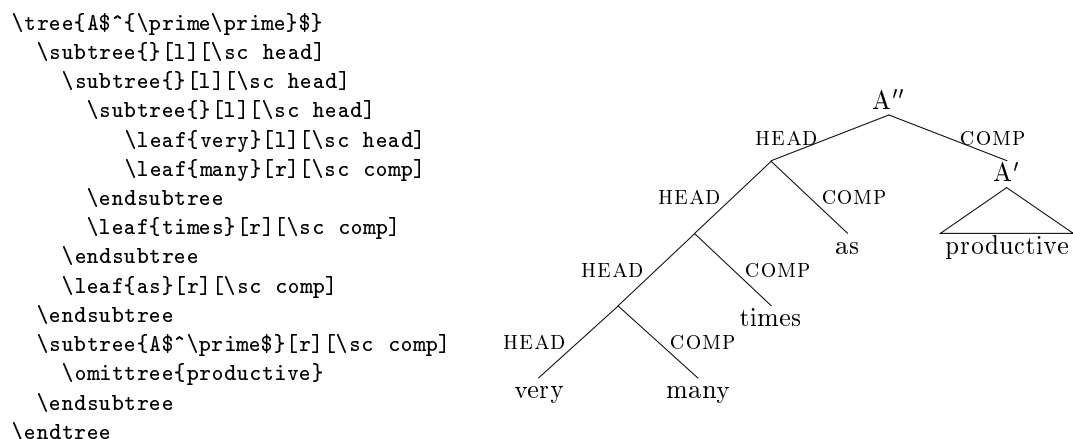 \tree{A$^{\prime\prime}$}
  \subtree{}[l][\sc head]
    \subtree{}[l][\sc head]
      \subtree{}[l][\sc head]
         \leaf{very}[l][\sc head]
         \leaf{many}[r][\sc comp]
      \endsubtree
      \leaf{times}[r][\sc comp]
    \endsubtree
    \leaf{as}[r][\sc comp]
  \endsubtree
  \subtree{A$^\prime$}[r][\sc comp]
    \omittree{productive}
  \endsubtree
\endtree
A′′
HEAD COMP
A′
HEAD COMP
as productive
HEAD COMP
times
HEAD COMP
very many